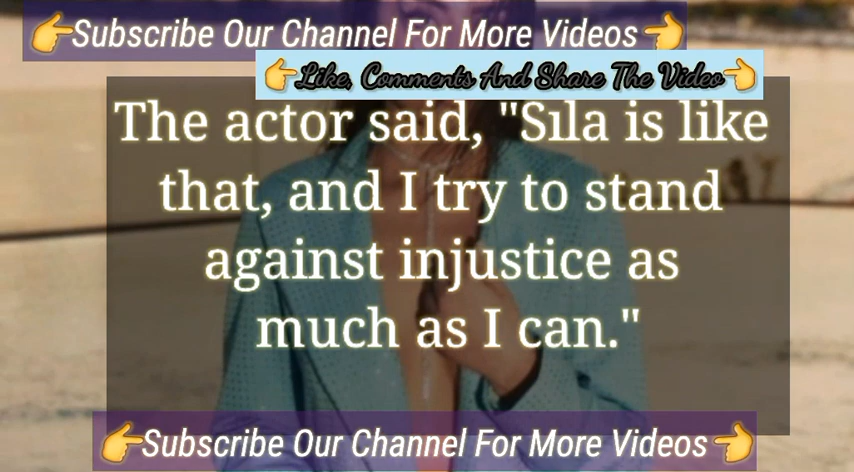 👉Subscribe Our Channel For More Videos👈
👉Like, Comments And Share The Video👈
The actor said, "Sıla is like
that, and I try to stand
against injustice as
much as I can."
👉Subscribe Our Channel For More Videos👈